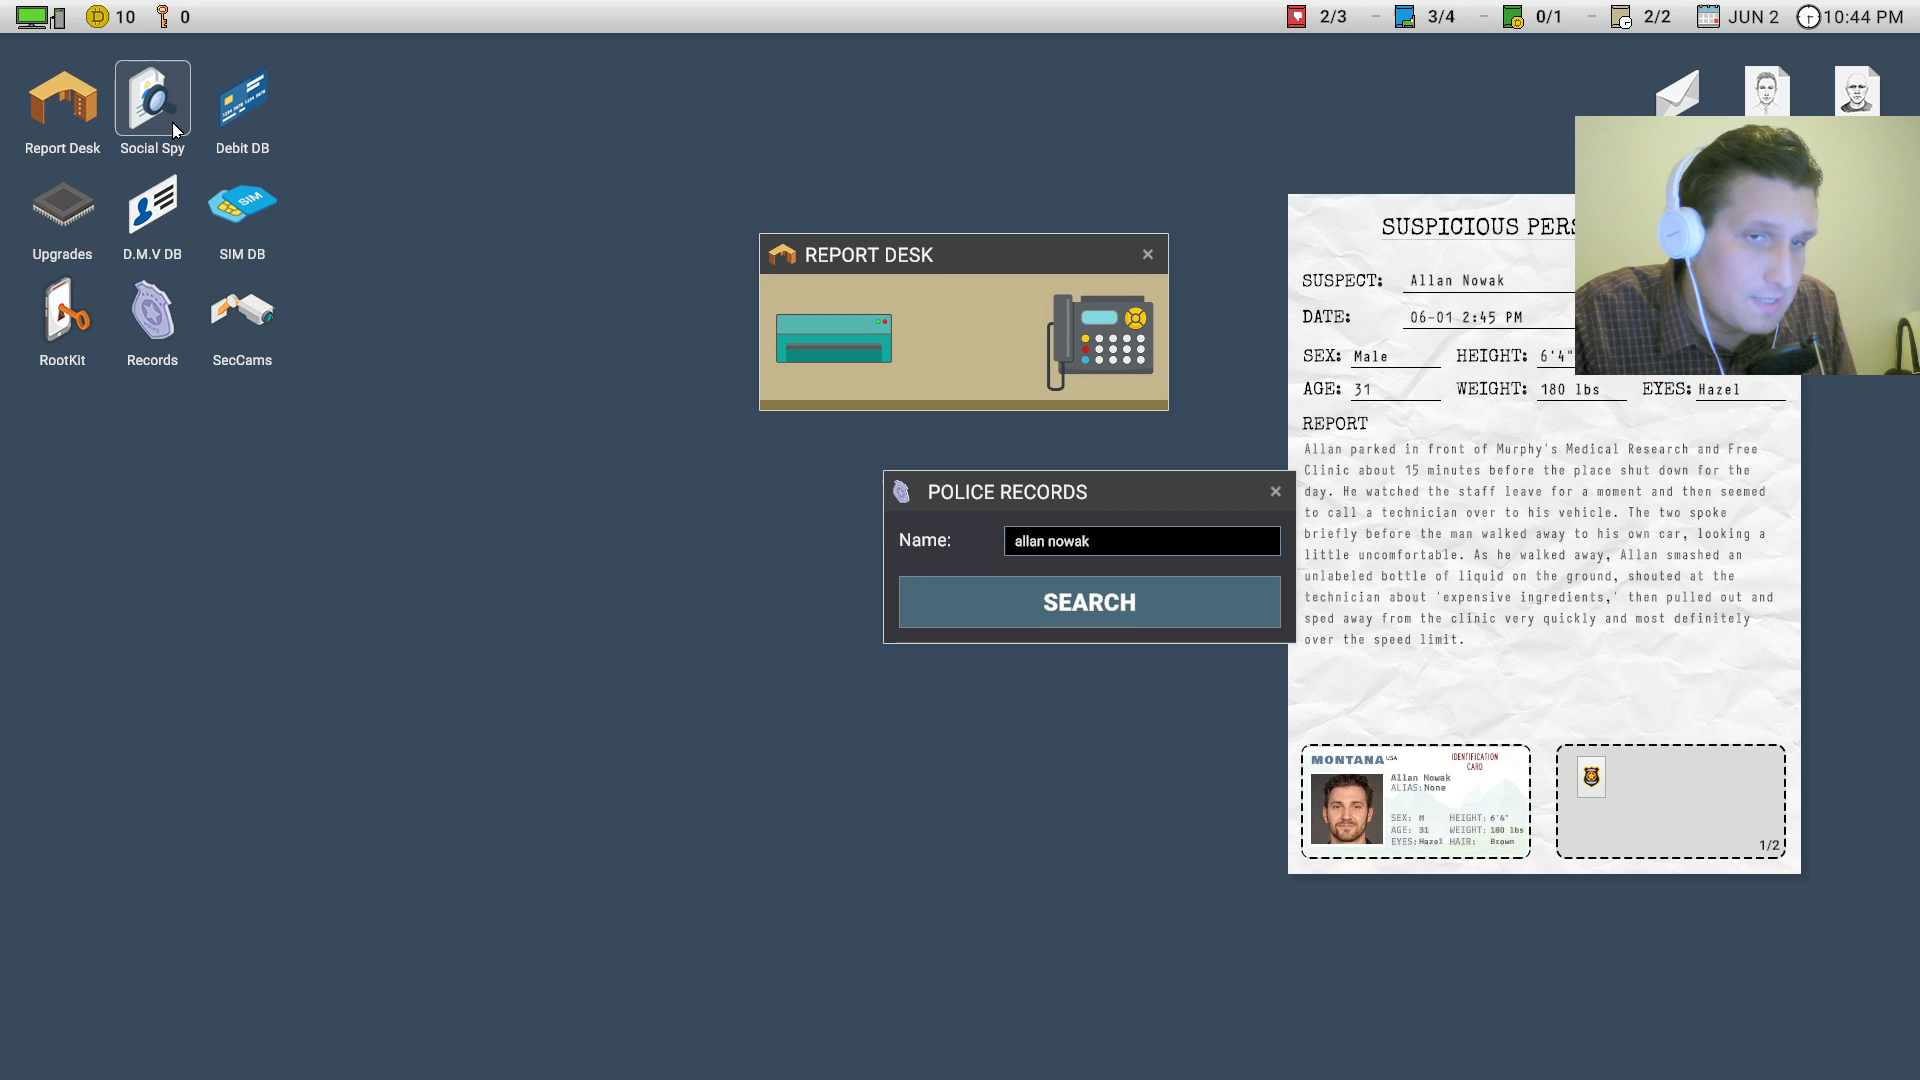 10 0 2/3 - 3/4 - 0/1 - 2/2 JUN 2 10:44 PM
Report Desk Social Spy Debit DB
Upgrades D.M.V DB SIM DB
RootKit Records SecCams
REPORT DESK ×
POLICE RECORDS ×
Name: allan nowak
SEARCH
SUSPICIOUS PERS
SUSPECT: Allan Nowak
DATE: 06-01 2:45 PM
SEX: Male HEIGHT: 6'4"
AGE: 31 WEIGHT: 180 lbs EYES: Hazel
REPORT
Allan parked in front of Murphy's Medical Research and Free
Clinic about 15 minutes before the place shut down for the
day. He watched the staff leave for a moment and then seemed
to call a technician over to his vehicle. The two spoke
briefly before the man walked away to his own car, looking a
little uncomfortable. As he walked away, Allan smashed an
unlabeled bottle of liquid on the ground, shouted at the
technician about 'expensive ingredients,' then pulled out and
sped away from the clinic very quickly and most definitely
over the speed limit.
MONTANA USA IDENTIFICATION
CARD
Allan Nowak
ALIAS: None
SEX: M HEIGHT: 6'4"
AGE: 31 WEIGHT: 180 lbs
EYES: Hazel HAIR: Brown
1/2